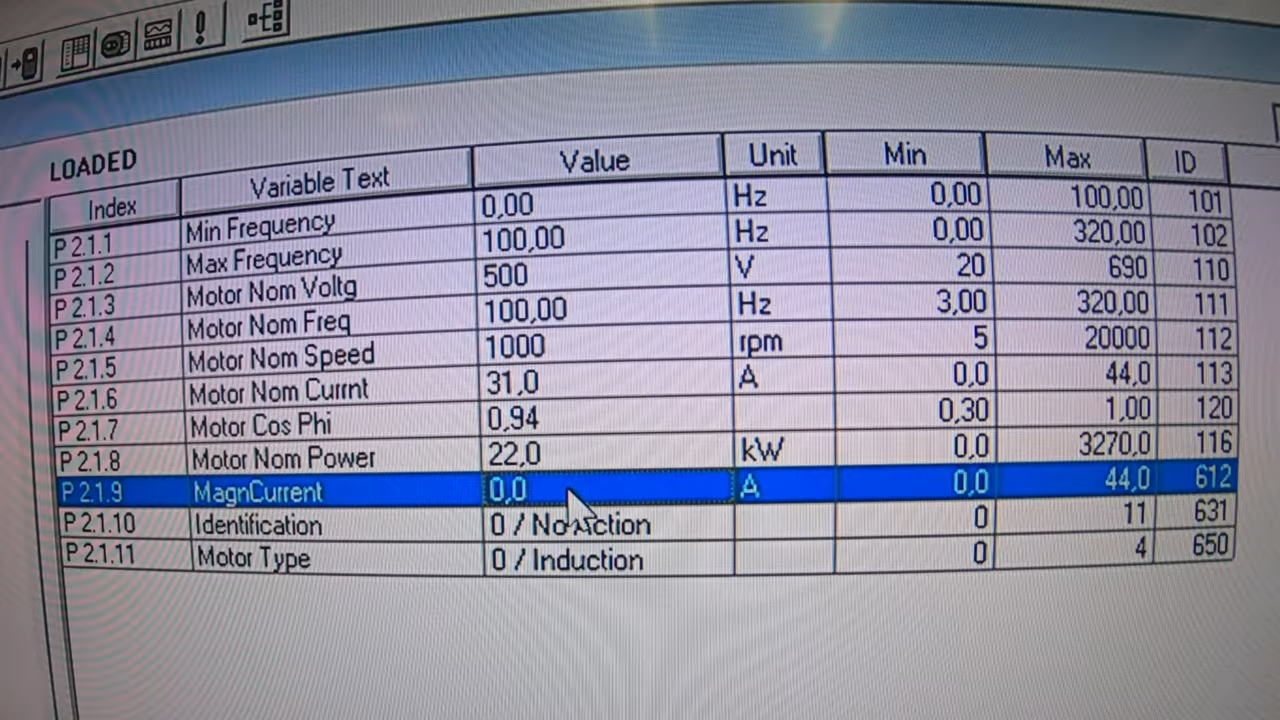 LOADED
Index Variable Text Value Unit Min Max ID
P 2.1.1 Min Frequency 0,00 Hz 0,00 100,00 101
P 2.1.2 Max Frequency 100,00 Hz 0,00 320,00 102
P 2.1.3 Motor Nom Voltg 500 V 20 690 110
P 2.1.4 Motor Nom Freq 100,00 Hz 3,00 320,00 111
P 2.1.5 Motor Nom Speed 1000 rpm 5 20000 112
P 2.1.6 Motor Nom Currnt 31,0 A 0,0 44,0 113
P 2.1.7 Motor Cos Phi 0,94 0,30 1,00 120
P 2.1.8 Motor Nom Power 22,0 kW 0,0 3270,0 116
P 2.1.9 MagnCurrent 0,0 A 0,0 44,0 612
P 2.1.10 Identification 0 / No Action 0 11 631
P 2.1.11 Motor Type 0 / Induction 0 4 650